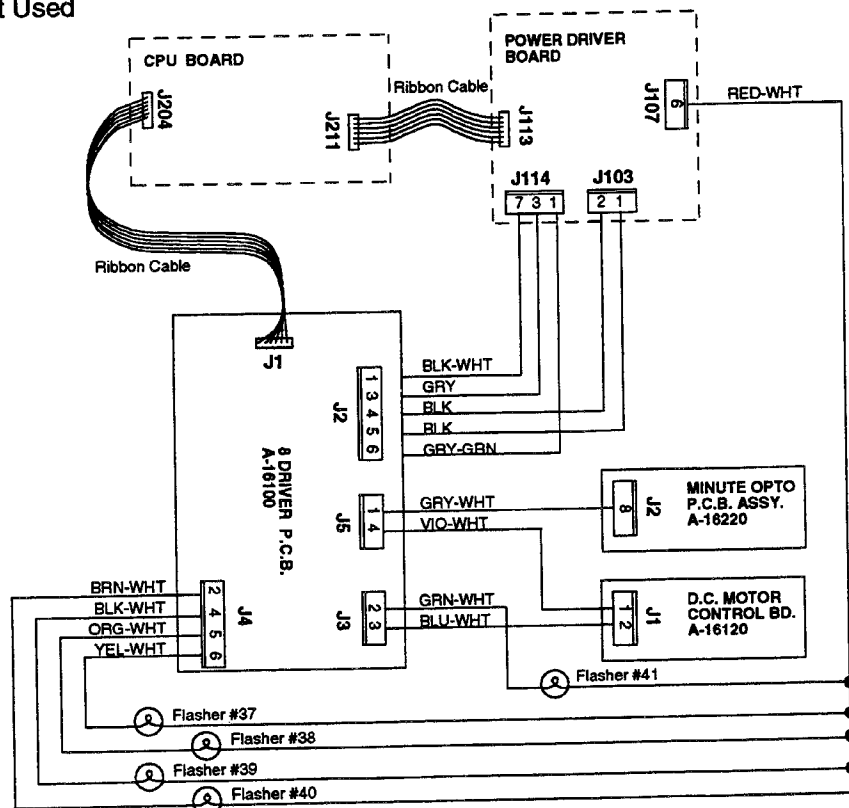 t Used
CPU BOARD
POWER DRIVER
BOARD
Ribbon Cable
J204
J211
J113
J107
6
RED-WHT
J114
7 3 1
J103
2 1
Ribbon Cable
J1
BLK-WHT
GRY
BLK
BLK
GRY-GRN
J2
1
3
4
5
6
8 DRIVER P.C.B.
A-16100
J5
1
4
GRY-WHT
VIO-WHT
8
J2
MINUTE OPTO
P.C.B. ASSY.
A-16220
BRN-WHT
BLK-WHT
ORG-WHT
YEL-WHT
2
4
5
6
J4
J3
2
3
GRN-WHT
BLU-WHT
1
2
J1
D.C. MOTOR
CONTROL BD.
A-16120
Flasher #41
Flasher #37
Flasher #38
Flasher #39
Flasher #40